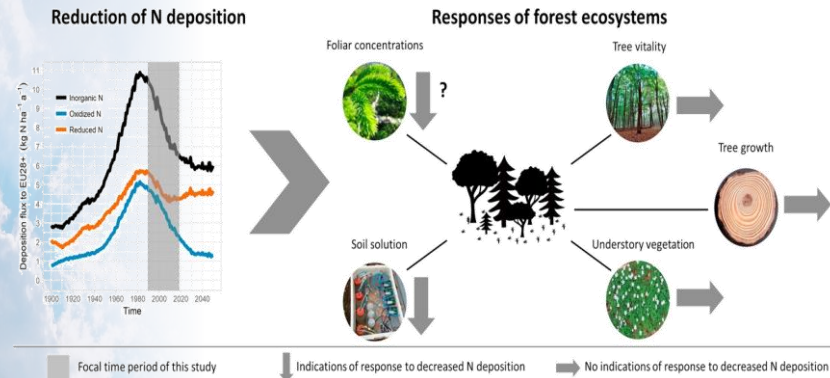 Reduction of N deposition
Responses of forest ecosystems
Deposition flux to EU28+ (kg N ha⁻¹ a⁻¹)
11
10
9
8
7
6
5
4
3
2
1
0
Inorganic N
Oxidized N
Reduced N
1900 1920 1940 1960 1980 2000 2020 2040
Time
Foliar concentrations
?
Tree vitality
Tree growth
Soil solution
Understory vegetation
Focal time period of this study
Indications of response to decreased N deposition
No indications of response to decreased N deposition